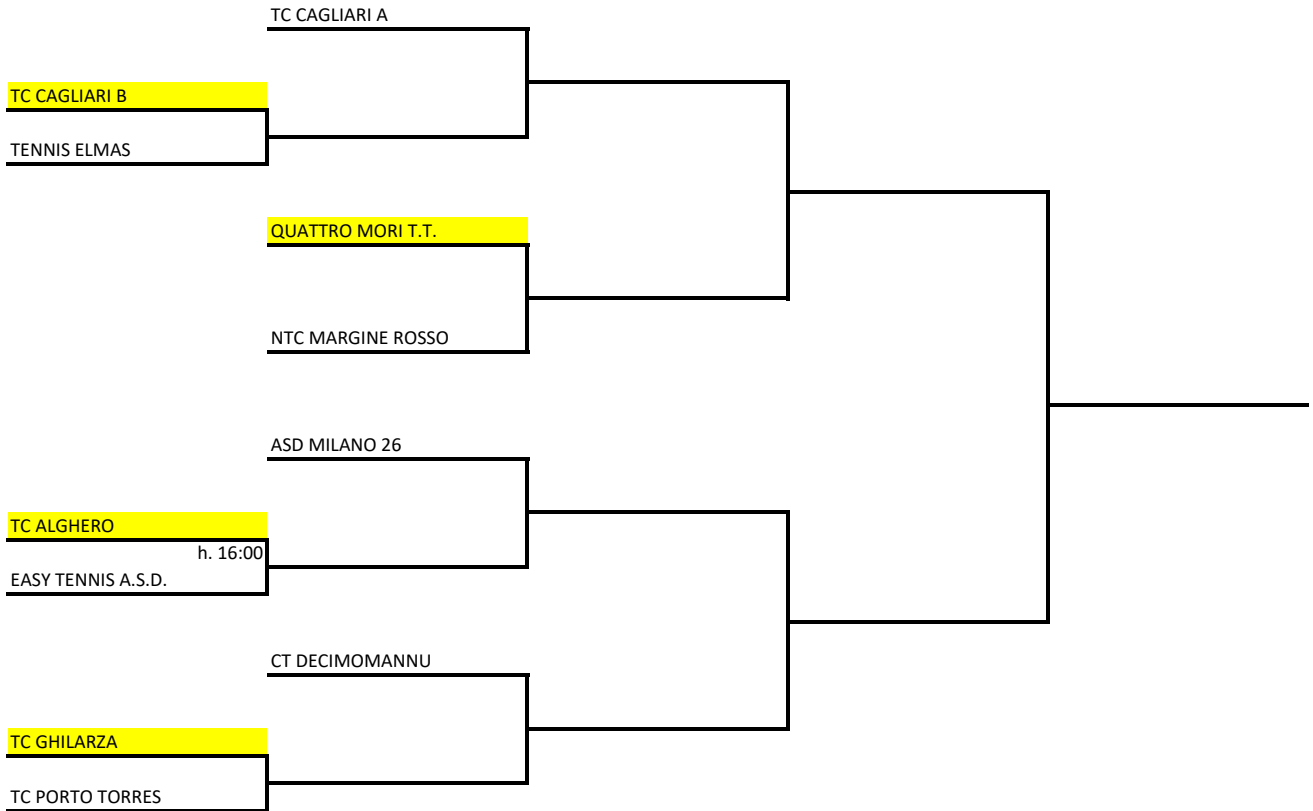 TC CAGLIARI A
TC CAGLIARI B
TENNIS ELMAS
QUATTRO MORI T.T.
NTC MARGINE ROSSO
ASD MILANO 26
TC ALGHERO
h. 16:00
EASY TENNIS A.S.D.
CT DECIMOMANNU
TC GHILARZA
TC PORTO TORRES